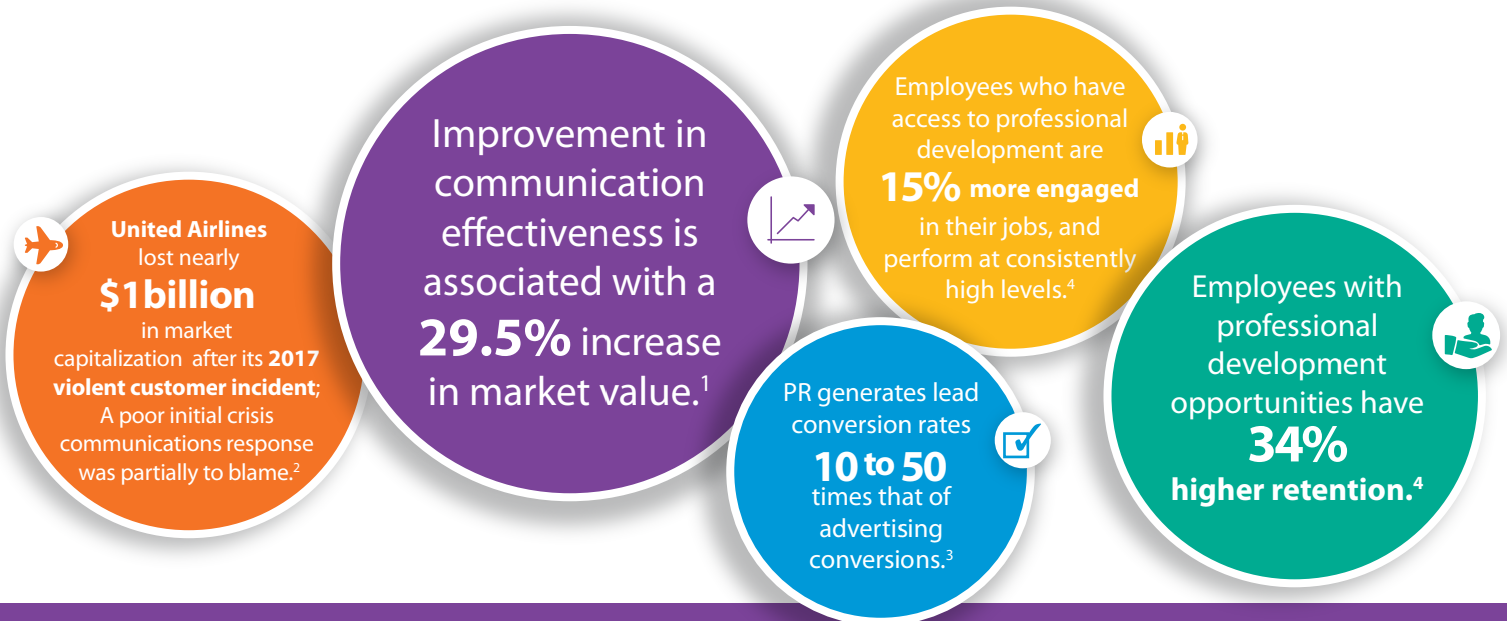 United Airlines
lost nearly
$1billion
in market
capitalization after its 2017
violent customer incident;
A poor initial crisis
communications response
was partially to blame.2
Improvement in
communication
effectiveness is
associated with a
29.5% increase
in market value.1
Employees who have
access to professional
development are
15% more engaged
in their jobs, and
perform at consistently
high levels.4
PR generates lead
conversion rates
10 to 50
times that of
advertising
conversions.3
Employees with
professional
development
opportunities have
34%
higher retention.4